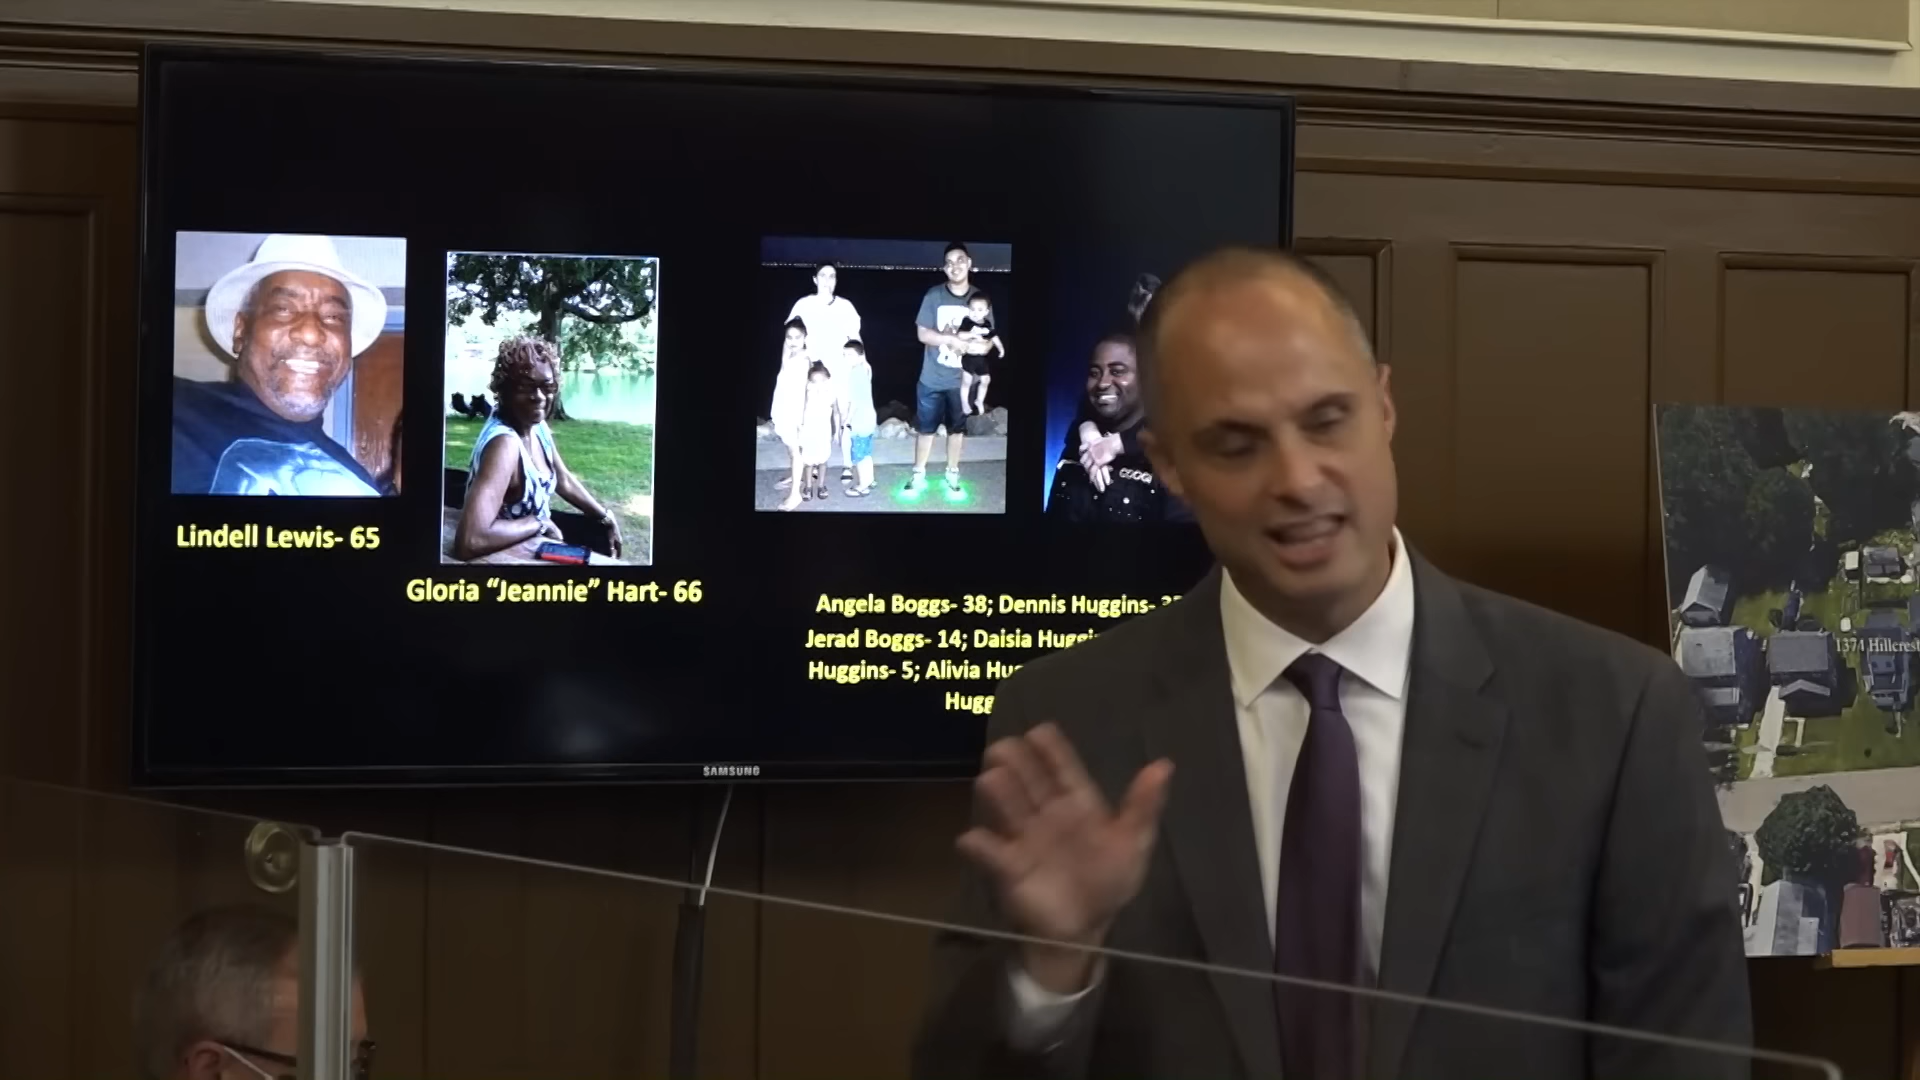 Lindell Lewis- 65
Gloria “Jeannie” Hart- 66
Angela Boggs- 38; Dennis Huggins-
Jerad Boggs- 14; Daisia
Huggins- 5; Alivia
SAMSUNG
COOGI
1374 Hillcrest